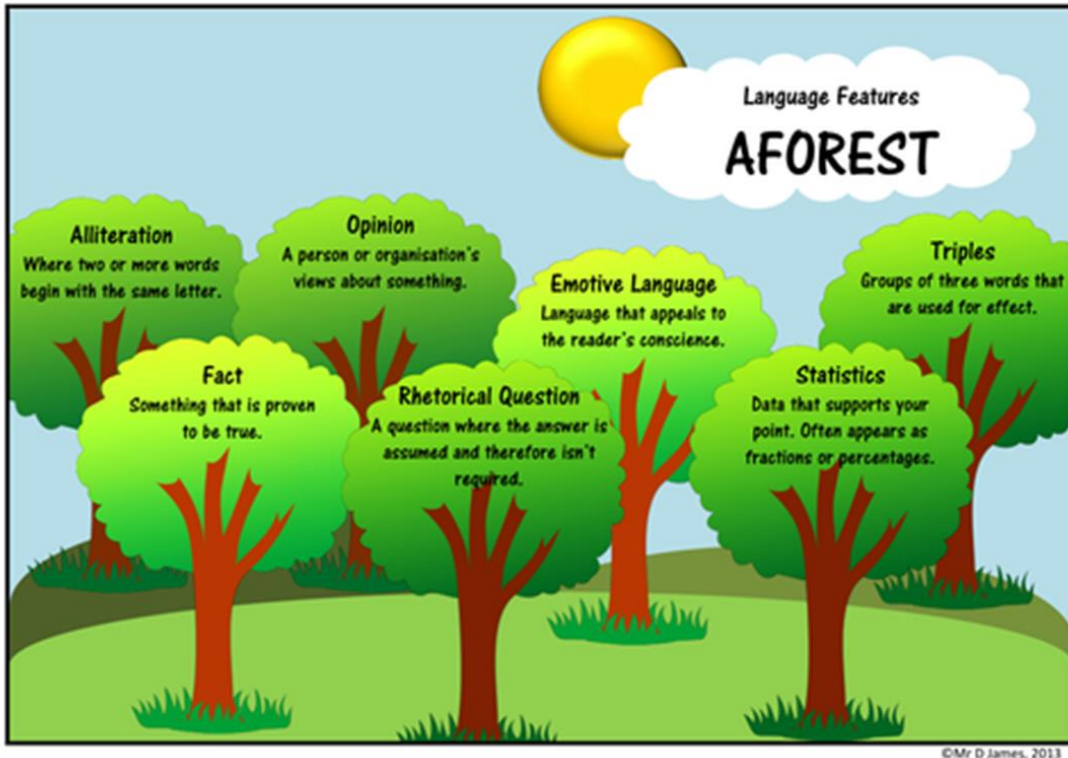 Language Features
AFOREST
Alliteration
Where two or more words
begin with the same letter.
Fact
Something that is proven
to be true.
Opinion
A person or organisation's
views about something.
Rhetorical Question
A question where the answer is
assumed and therefore isn't
required.
Emotive Language
Language that appeals to
the reader's conscience.
Statistics
Data that supports your
point. Often appears as
fractions or percentages.
Triples
Groups of three words that
are used for effect.
©Mr D James, 2013